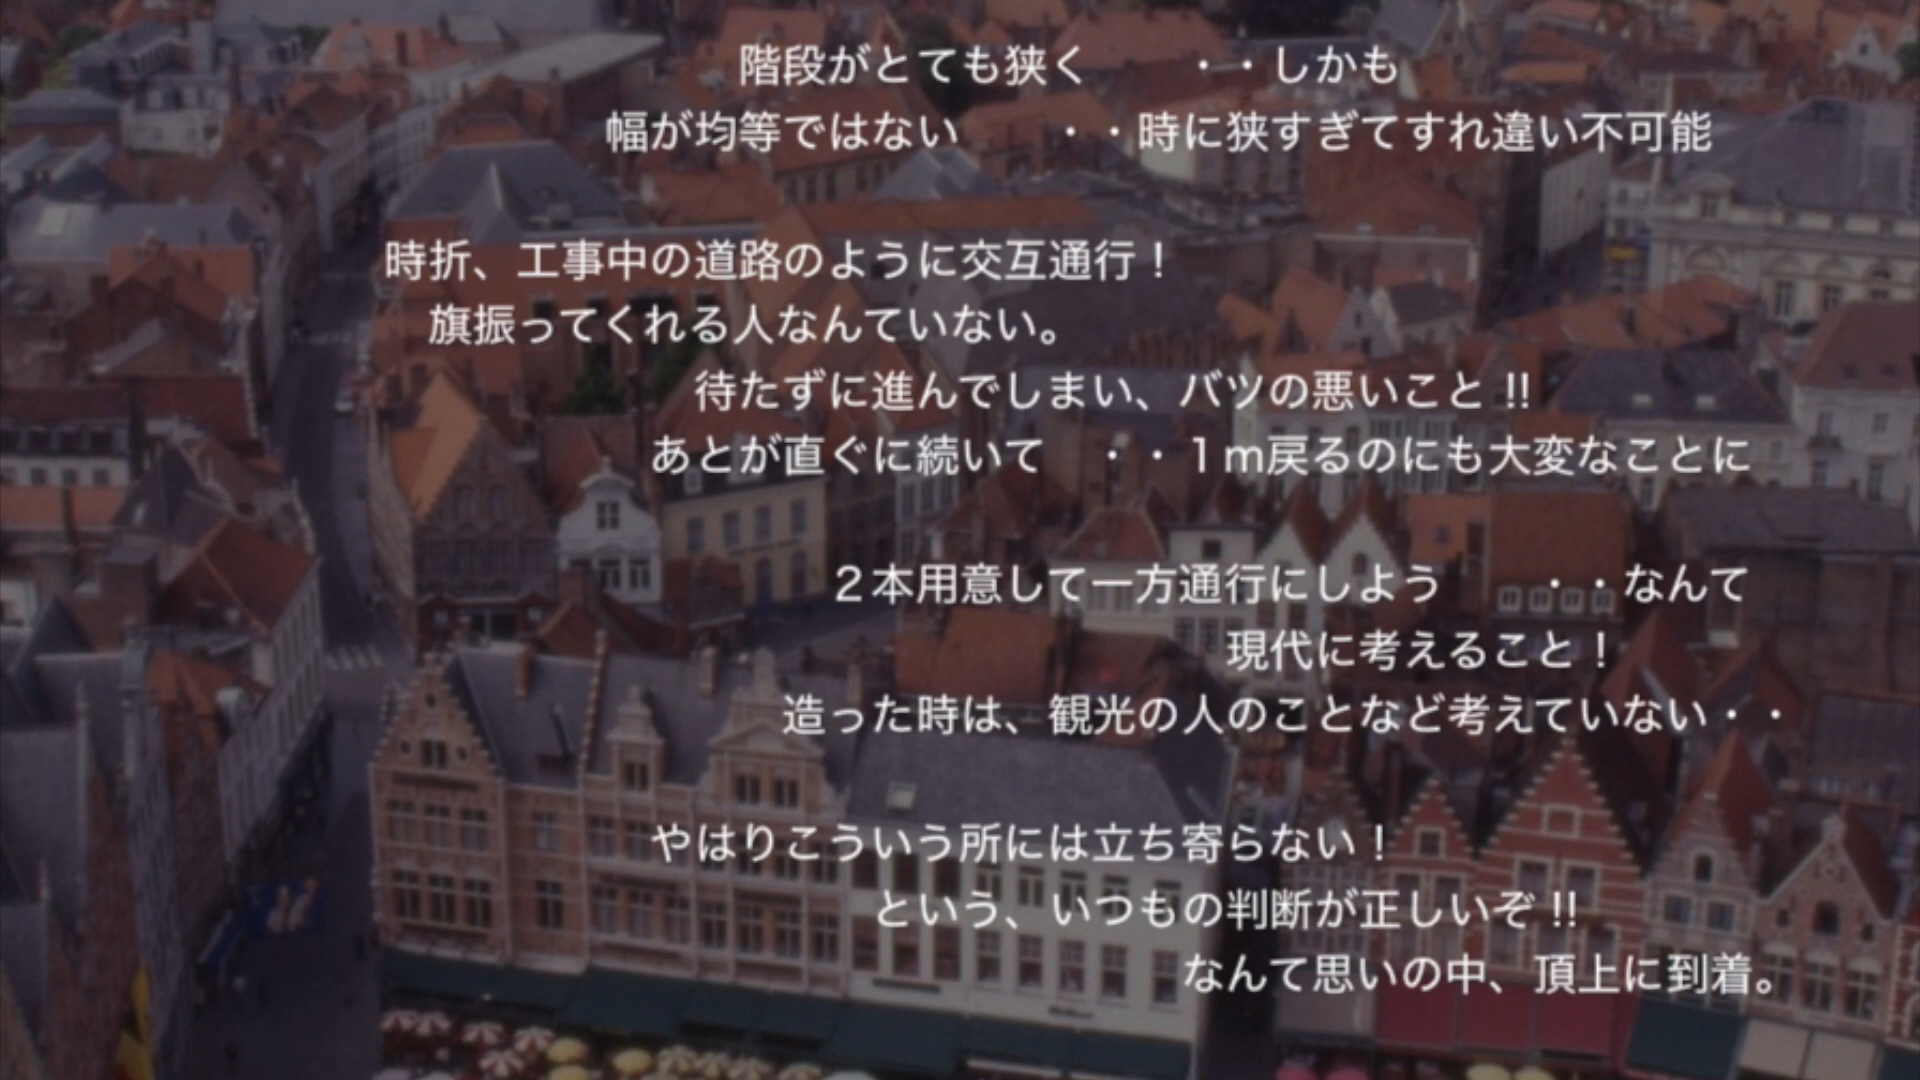 階段がとても狭く　　・・しかも
幅が均等ではない　　・・時に狭すぎてすれ違い不可能
時折、工事中の道路のように交互通行！
旗振ってくれる人なんていない。
待たずに進んでしまい、バツの悪いこと !!
あとが直ぐに続いて　・・１ｍ戻るのにも大変なことに
２本用意して一方通行にしよう　　・・なんて
現代に考えること！
造った時は、観光の人のことなど考えていない・・
やはりこういう所には立ち寄らない！
という、いつもの判断が正しいぞ !!
なんて思いの中、頂上に到着。